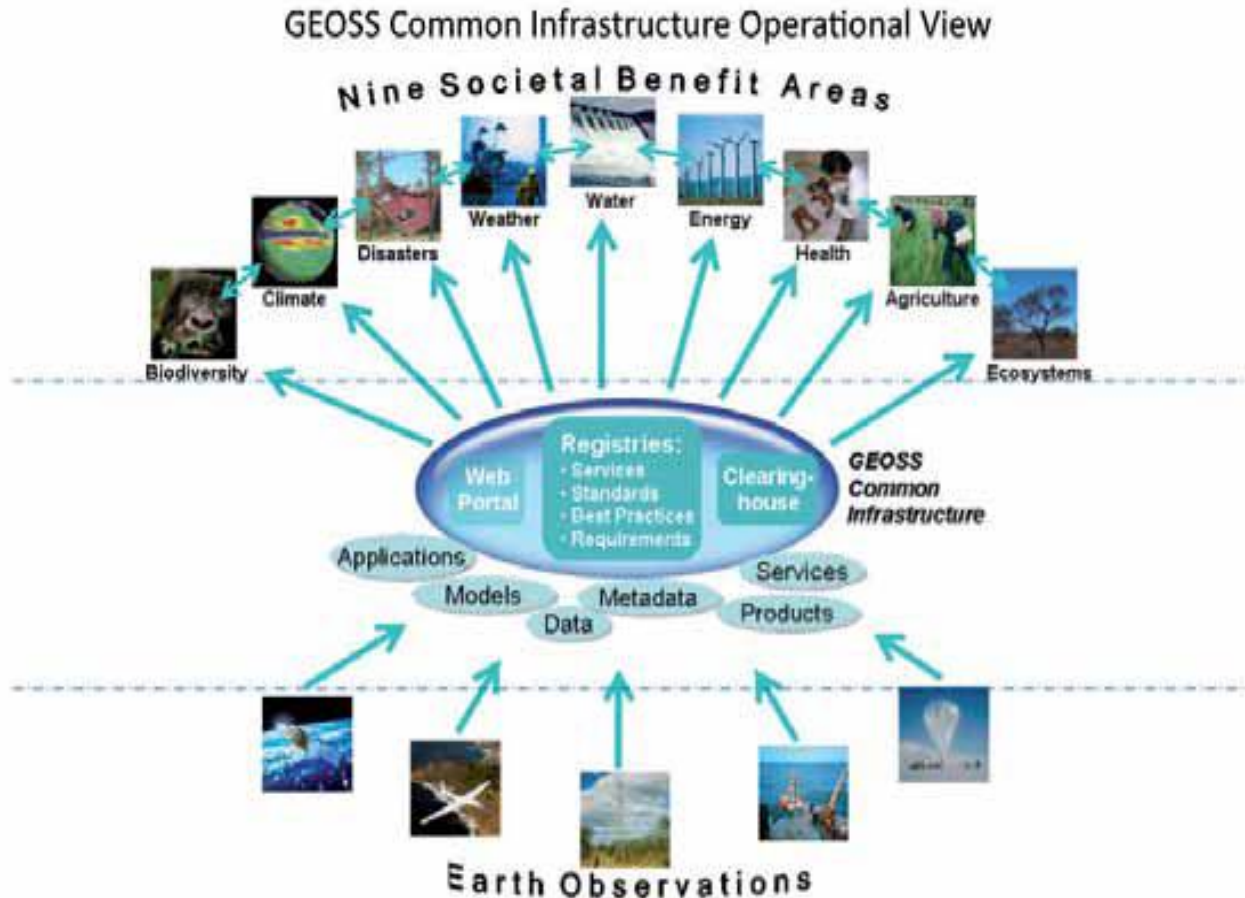 GEOSS Common Infrastructure Operational View
Nine Societal Benefit Areas
Biodiversity
Climate
Disasters
Weather
Water
Energy
Health
Agriculture
Ecosystems
Web
Portal
Registries:
• Services
• Standards
• Best Practices
• Requirements
Clearing-
house
GEOSS
Common
Infrastructure
Applications
Models
Data
Metadata
Services
Products
Earth Observations